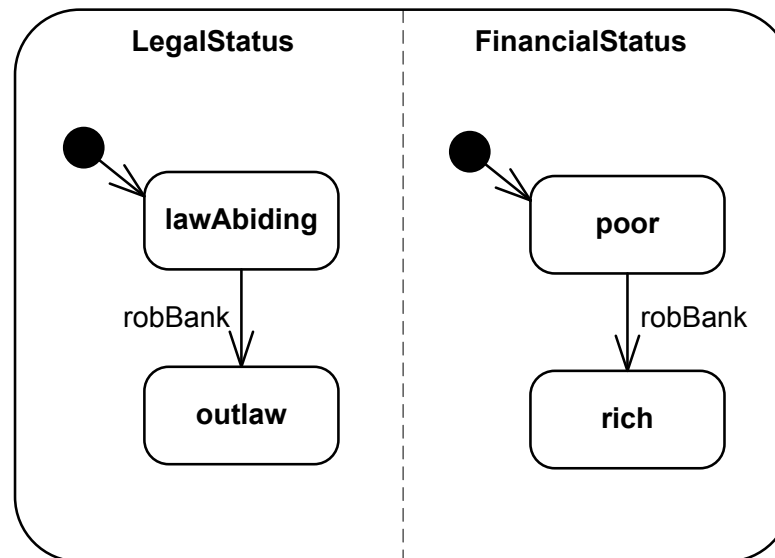 LegalStatus
FinancialStatus
lawAbiding
poor
robBank
robBank
outlaw
rich